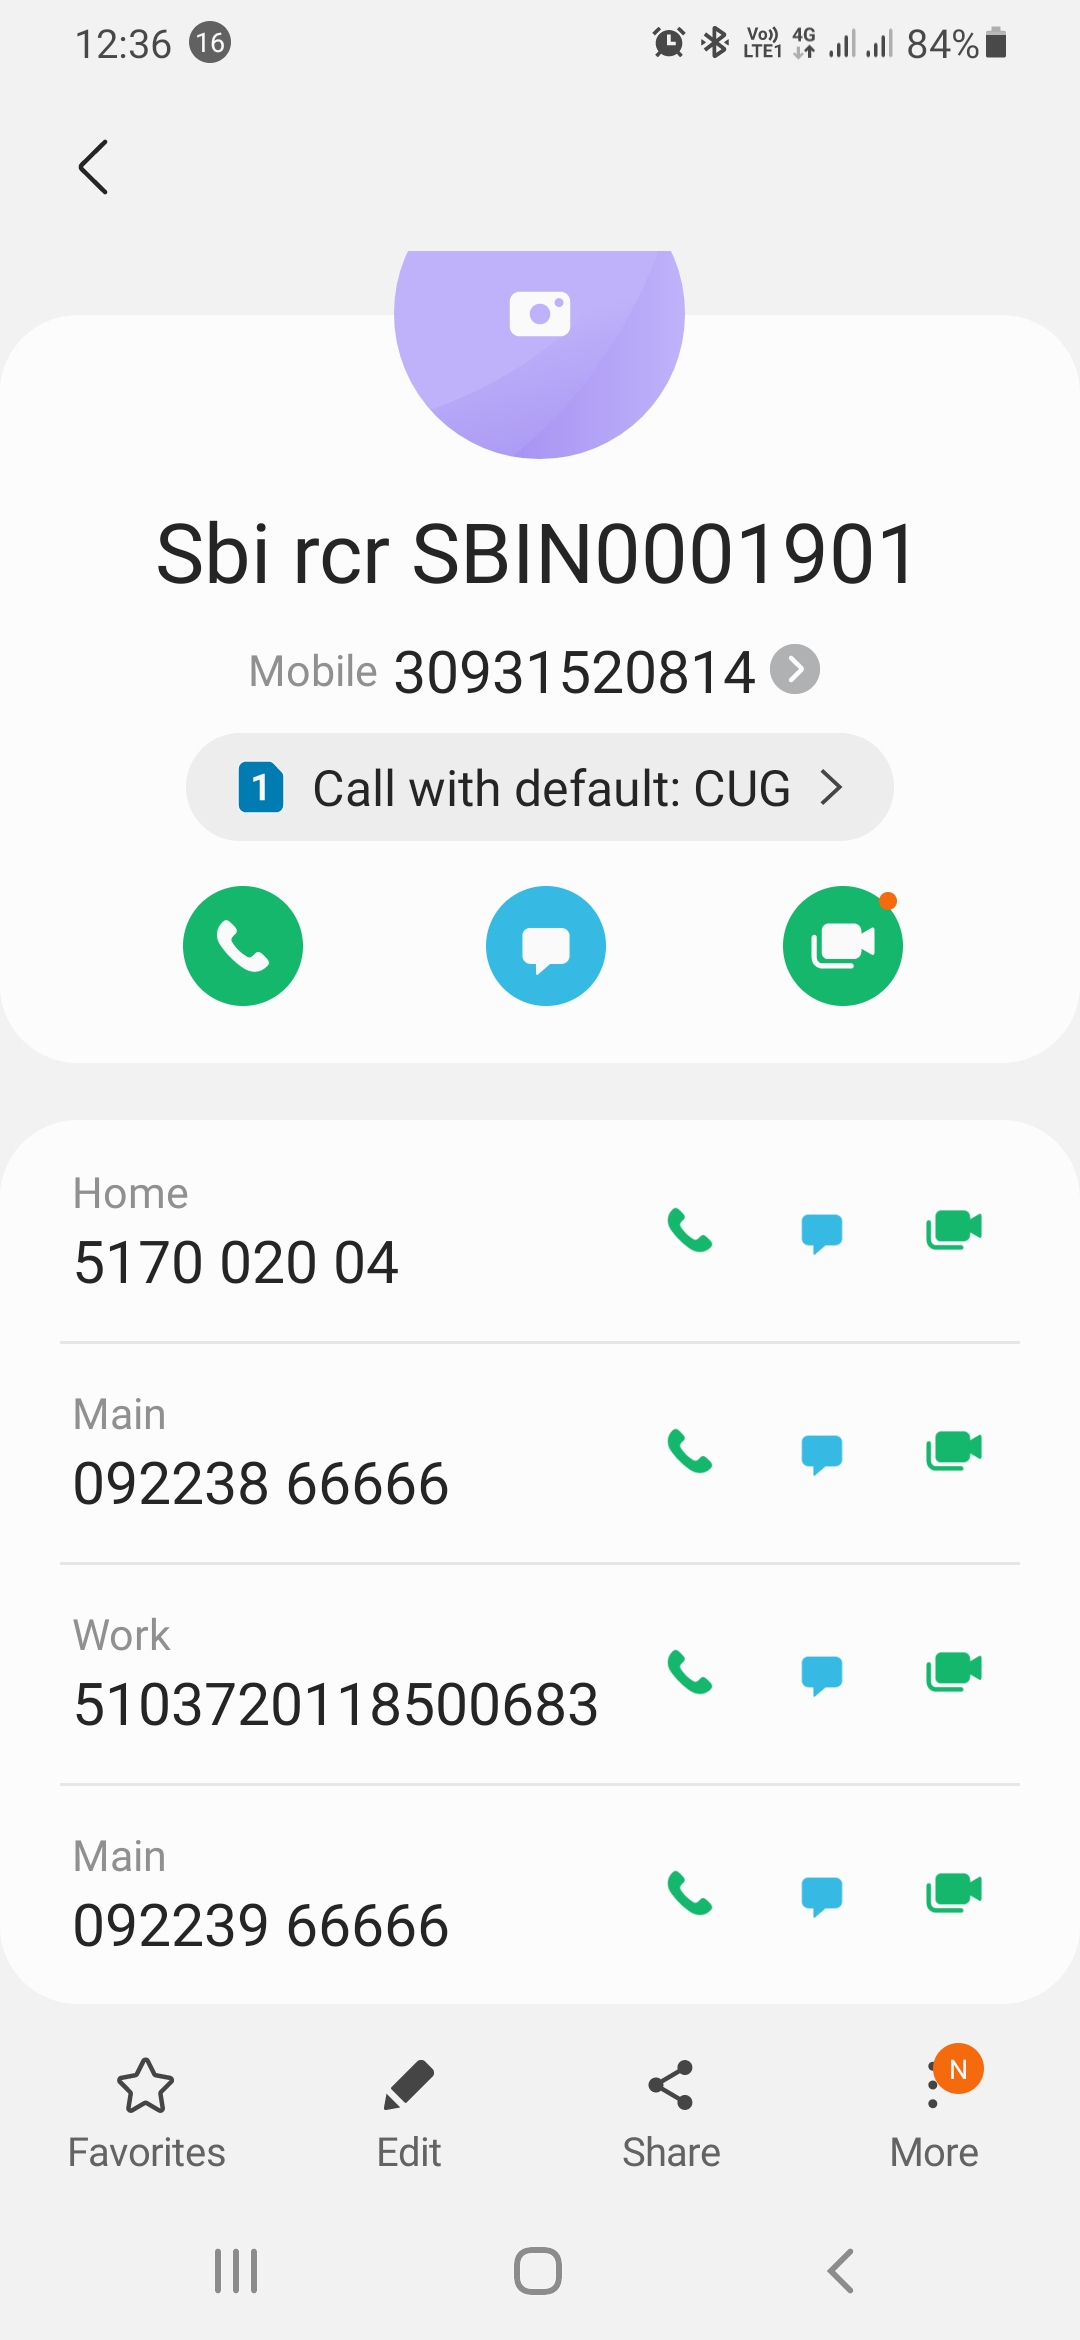 12:36 16 Vo)) LTE1 4G 84%
Sbi rcr SBIN0001901
Mobile 30931520814
1 Call with default: CUG
Home
5170 020 04
Main
092238 66666
Work
5103720118500683
Main
092239 66666
N
Favorites Edit Share More